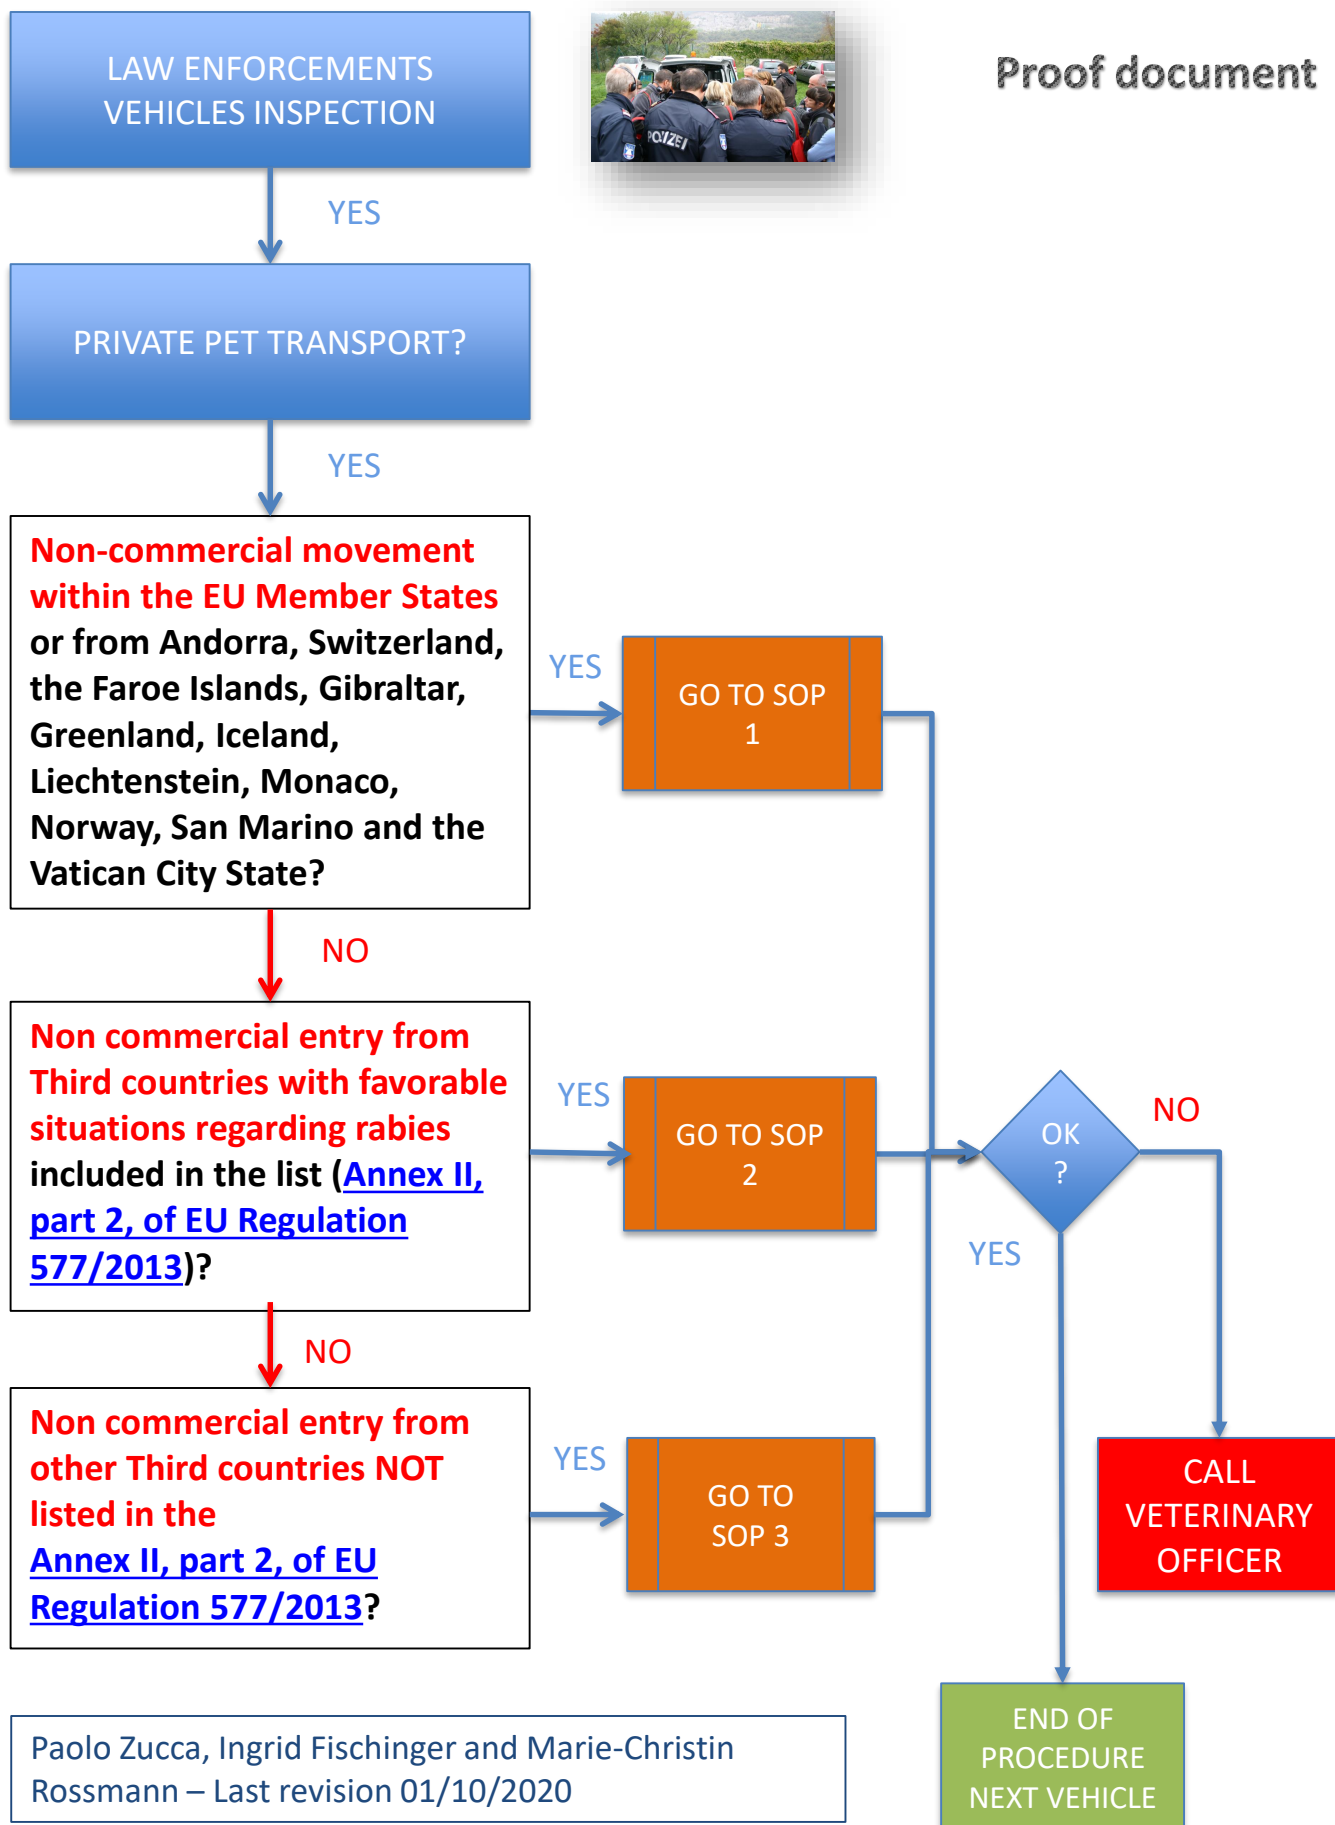 LAW ENFORCEMENTS
VEHICLES INSPECTION
POLIZEI
Proof document
YES
PRIVATE PET TRANSPORT?
YES
Non-commercial movement
within the EU Member States
or from Andorra, Switzerland,
the Faroe Islands, Gibraltar,
Greenland, Iceland,
Liechtenstein, Monaco,
Norway, San Marino and the
Vatican City State?
YES
GO TO SOP
1
NO
Non commercial entry from
Third countries with favorable
situations regarding rabies
included in the list (Annex II,
part 2, of EU Regulation
577/2013)?
YES
GO TO SOP
2
OK
?
NO
YES
NO
Non commercial entry from
other Third countries NOT
listed in the
Annex II, part 2, of EU
Regulation 577/2013?
YES
GO TO
SOP 3
CALL
VETERINARY
OFFICER
END OF
PROCEDURE
NEXT VEHICLE
Paolo Zucca, Ingrid Fischinger and Marie-Christin
Rossmann – Last revision 01/10/2020